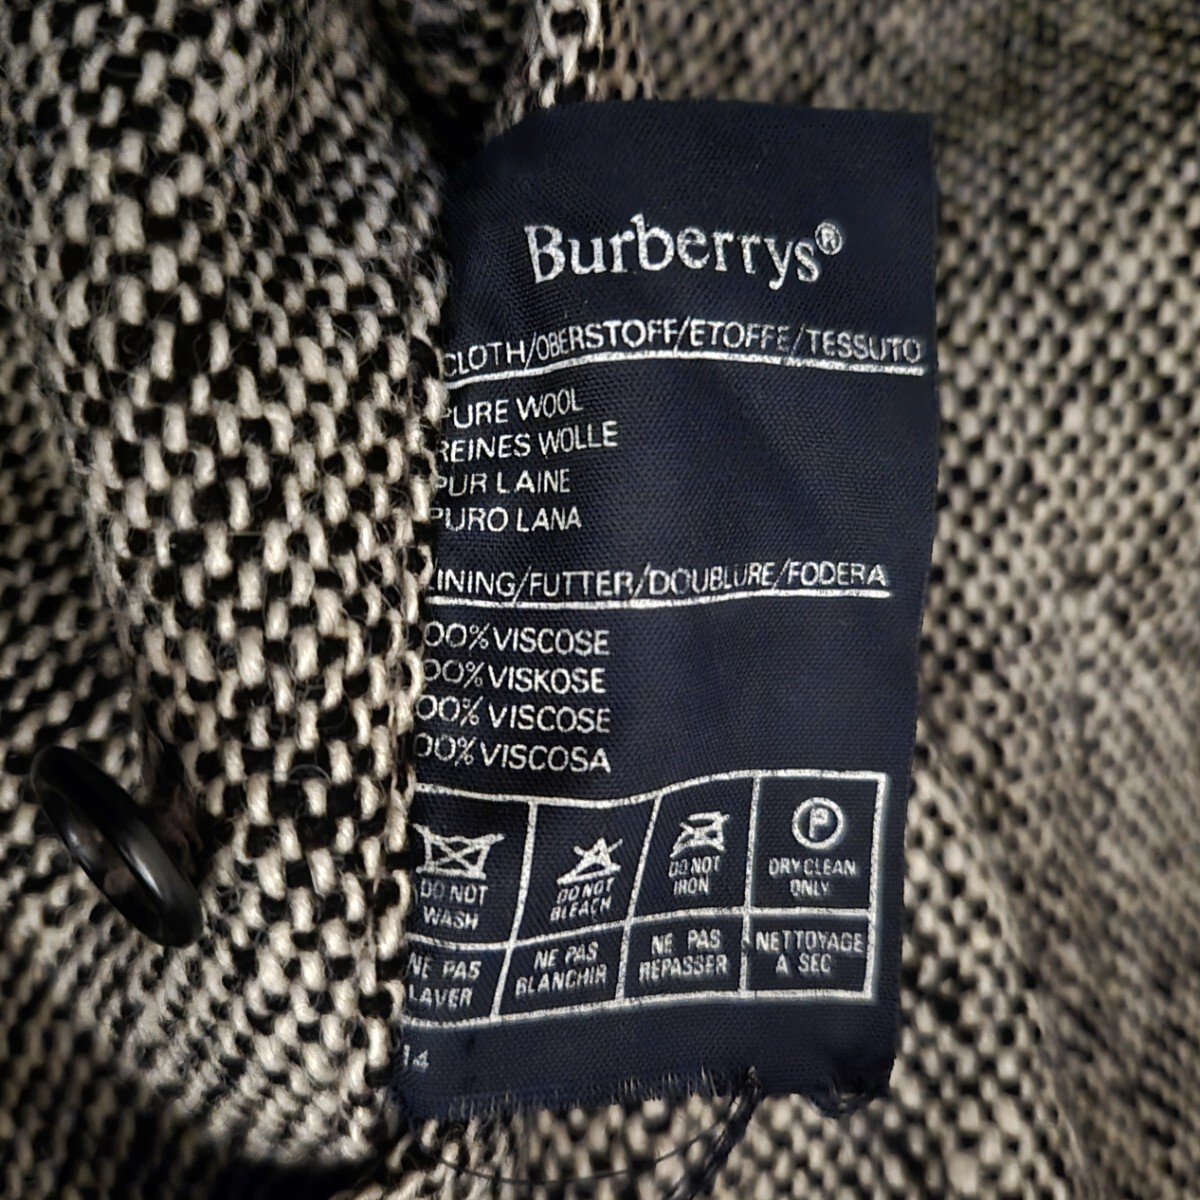 Burberrys®
CLOTH/OBERSTOFF/ETOFFE/TESSUTO
PURE WOOL
REINES WOLLE
PUR LAINE
PURO LANA
LINING/FUTTER/DOUBLURE/FODERA
00% VISCOSE
00% VISKOSE
00% VISCOSE
00% VISCOSA
P
DO NOT WASH
DO NOT BLEACH
DO NOT IRON
DRY CLEAN ONLY
NE PAS LAVER
NE PAS BLANCHIR
NE PAS REPASSER
NETTOYAGE A SEC
14